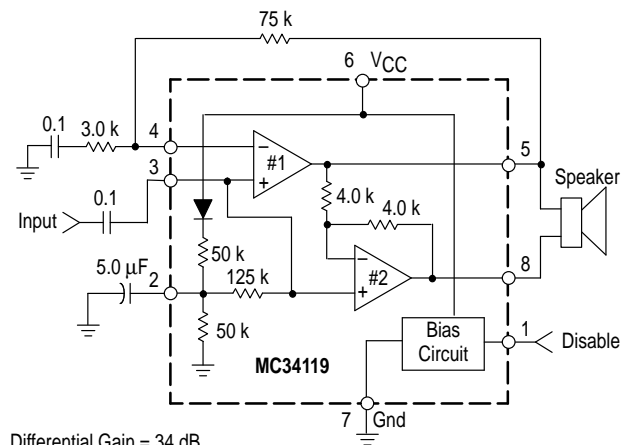 75 k
6 VCC
0.1
3.0 k
4
−
#1
+
5
3
Speaker
0.1
4.0 k
4.0 k
Input
50 k
5.0 µF
2
125 k
−
#2
+
8
50 k
Bias
Circuit
1
Disable
MC34119
7
Gnd
Differential Gain = 34 dB